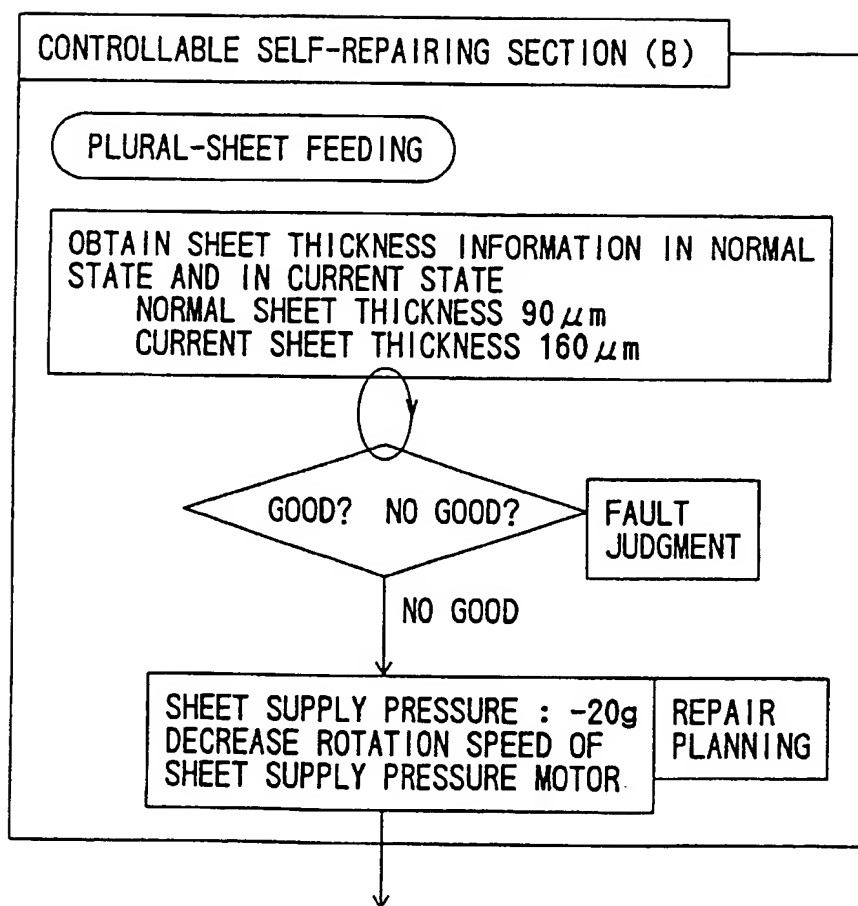 CONTROLLABLE SELF-REPAIRING SECTION (B)
PLURAL-SHEET FEEDING
OBTAIN SHEET THICKNESS INFORMATION IN NORMAL
STATE AND IN CURRENT STATE
NORMAL SHEET THICKNESS 90μm
CURRENT SHEET THICKNESS 160μm
GOOD? NO GOOD?
FAULT
JUDGMENT
NO GOOD
SHEET SUPPLY PRESSURE : -20g
DECREASE ROTATION SPEED OF
SHEET SUPPLY PRESSURE MOTOR
REPAIR
PLANNING